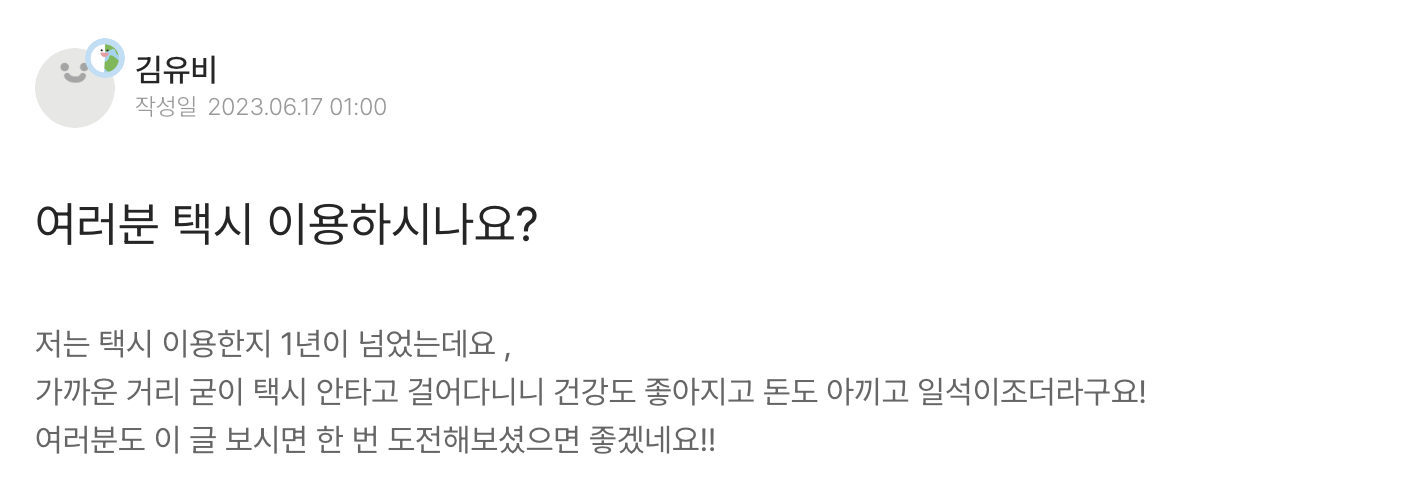 김유비
작성일 2023.06.17 01:00
여러분 택시 이용하시나요?
저는 택시 이용한지 1년이 넘었는데요 ,
가까운 거리 굳이 택시 안타고 걸어다니니 건강도 좋아지고 돈도 아끼고 일석이조더라구요!
여러분도 이 글 보시면 한 번 도전해보셨으면 좋겠네요!!